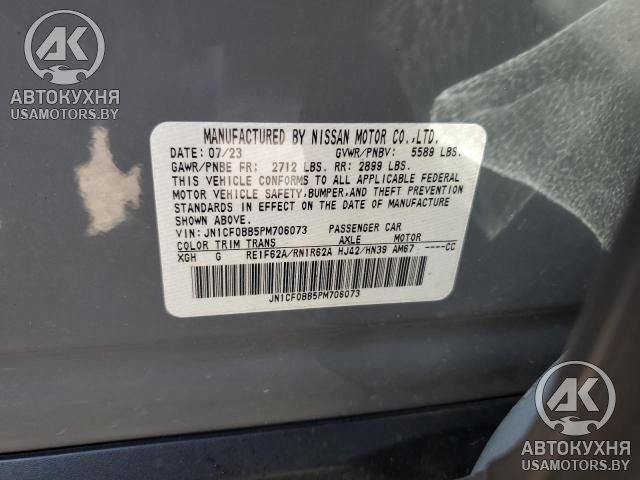 АВТОКУХНЯ
USAMOTORS.BY
АВТОКУХНЯ
USAMOTORS.BY
MANUFACTURED BY NISSAN MOTOR CO.,LTD.
DATE: 07/23 GVWR/PNBV: 5589 LBS.
GAWR/PNBE FR: 2712 LBS. RR: 2899 LBS.
THIS VEHICLE CONFORMS TO ALL APPLICABLE FEDERAL
MOTOR VEHICLE SAFETY,BUMPER,AND THEFT PREVENTION
STANDARDS IN EFFECT ON THE DATE OF MANUFACTURE
SHOWN ABOVE.
VIN: JN1CF0BB5PM706073 PASSENGER CAR
COLOR TRIM TRANS AXLE MOTOR
XGH G RE1F62A/RN1R62A HJ42/HN39 AM67 ----CC
JN1CF0BB5PM706073
АВТОКУХНЯ
USAMOTORS.BY